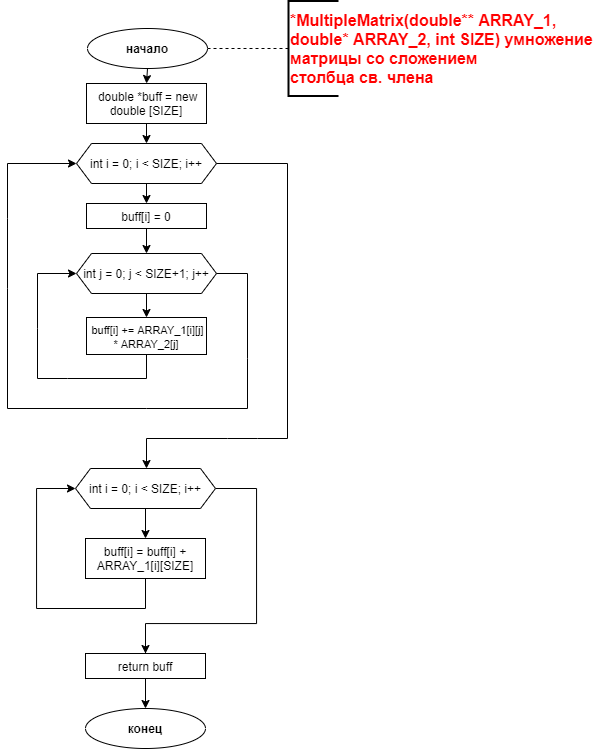 *MultipleMatrix(double** ARRAY_1,
double* ARRAY_2, int SIZE) умножение
матрицы со сложением
столбца св. члена
начало
double *buff = new
double [SIZE]
int i = 0; i < SIZE; i++
buff[i] = 0
int j = 0; j < SIZE+1; j++
buff[i] += ARRAY_1[i][j]
* ARRAY_2[j]
int i = 0; i < SIZE; i++
buff[i] = buff[i] +
ARRAY_1[i][SIZE]
return buff
конец